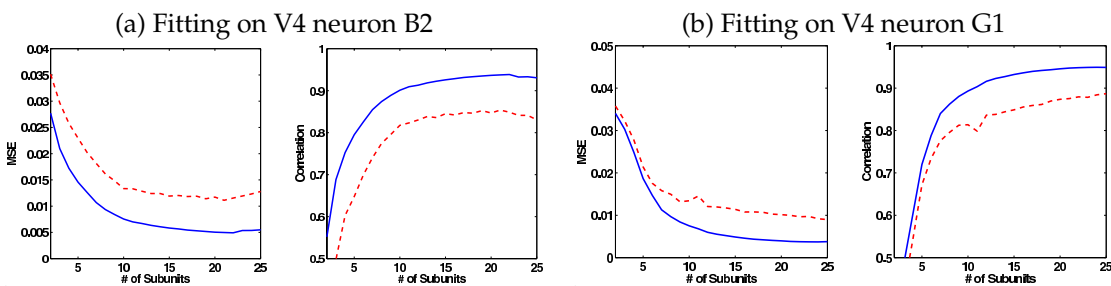 (a) Fitting on V4 neuron B2
(b) Fitting on V4 neuron G1
0.04
0.035
0.03
0.025
0.02
0.015
0.01
0.005
0
MSE
5 10 15 20 25
# of Subunits
1
0.9
0.8
0.7
0.6
0.5
Correlation
5 10 15 20 25
# of Subunits
0.05
0.04
0.03
0.02
0.01
0
MSE
5 10 15 20 25
# of Subunits
1
0.9
0.8
0.7
0.6
0.5
Correlation
5 10 15 20 25
# of Subunits